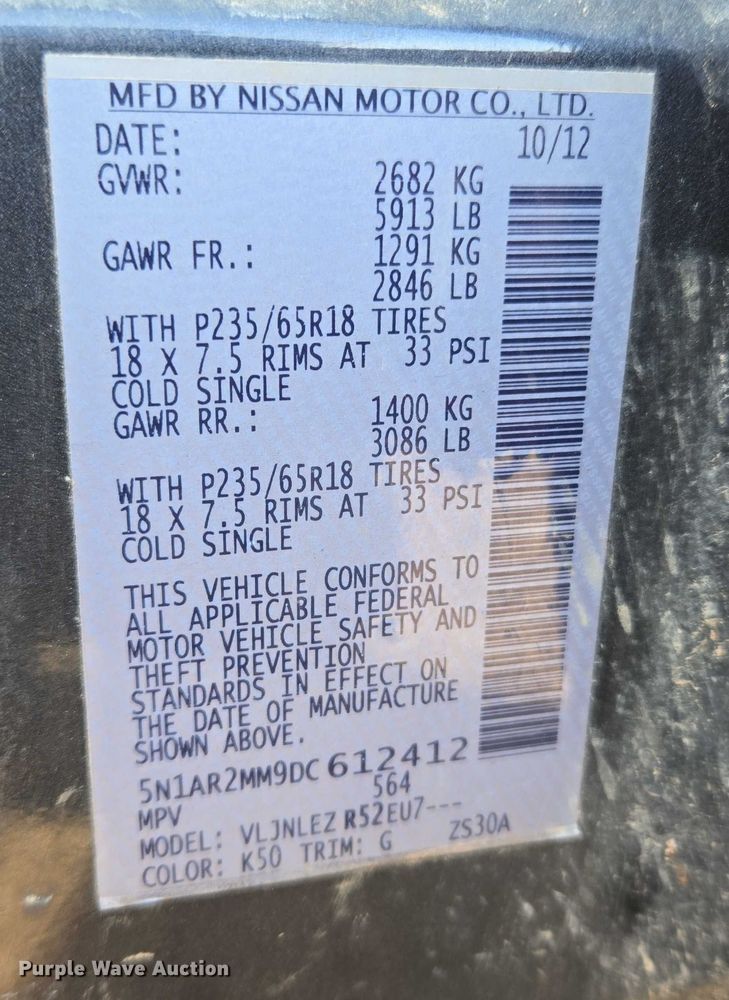 MFD BY NISSAN MOTOR CO., LTD.
DATE: 10/12
GVWR: 2682 KG
5913 LB
GAWR FR.: 1291 KG
2846 LB
WITH P235/65R18 TIRES
18 X 7.5 RIMS AT 33 PSI
COLD SINGLE
GAWR RR.: 1400 KG
3086 LB
WITH P235/65R18 TIRES
18 X 7.5 RIMS AT 33 PSI
COLD SINGLE
THIS VEHICLE CONFORMS TO
ALL APPLICABLE FEDERAL
MOTOR VEHICLE SAFETY AND
THEFT PREVENTION
STANDARDS IN EFFECT ON
THE DATE OF MANUFACTURE
SHOWN ABOVE.
5N1AR2MM9DC 612412
MPV 564
MODEL: VLJNLEZ R52EU7---
COLOR: K50 TRIM: G ZS30A
Purple Wave Auction